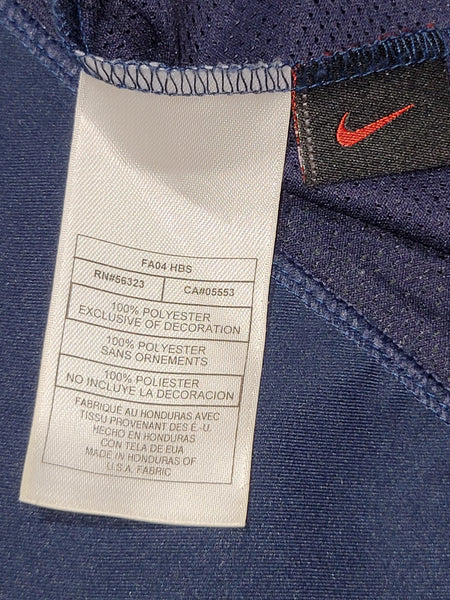 FA04 HBS
RN#56323 CA#05553
100% POLYESTER
EXCLUSIVE OF DECORATION
100% POLYESTER
SANS ORNEMENTS
100% POLIESTER
NO INCLUYE LA DECORACION
FABRIQUÉ AU HONDURAS AVEC
TISSU PROVENANT DES É.-U.
HECHO EN HONDURAS
CON TELA DE EUA
MADE IN HONDURAS OF
U.S.A. FABRIC